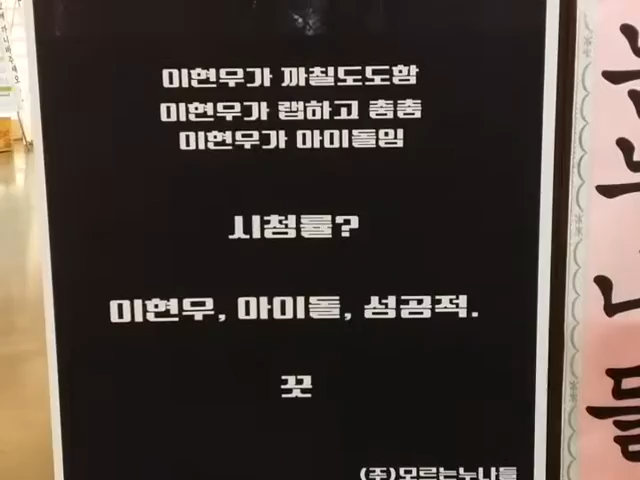 이현우가 까칠도도함
이현우가 랩하고 춤춤
이현우가 아이돌임
시청률?
이현우, 아이돌, 성공적.
끗
(주)모르는누나들